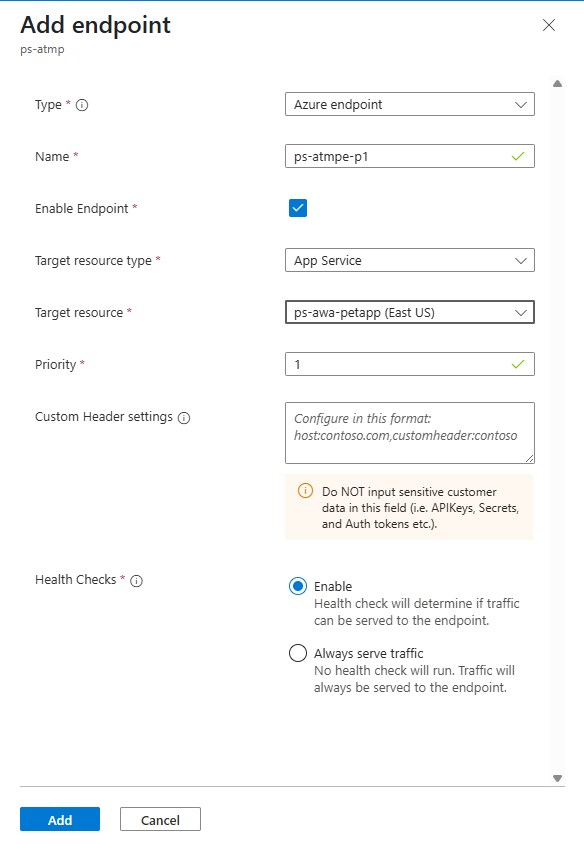 Add endpoint
ps-atmp
Type *
Azure endpoint
Name *
ps-atmpe-p1
Enable Endpoint *
Target resource type *
App Service
Target resource *
ps-awa-petapp (East US)
Priority *
1
Custom Header settings
Configure in this format:
host:contoso.com,customheader:contoso
Do NOT input sensitive customer
data in this field (i.e. APIKeys, Secrets,
and Auth tokens etc.).
Health Checks *
Enable
Health check will determine if traffic
can be served to the endpoint.
Always serve traffic
No health check will run. Traffic will
always be served to the endpoint.
Add
Cancel